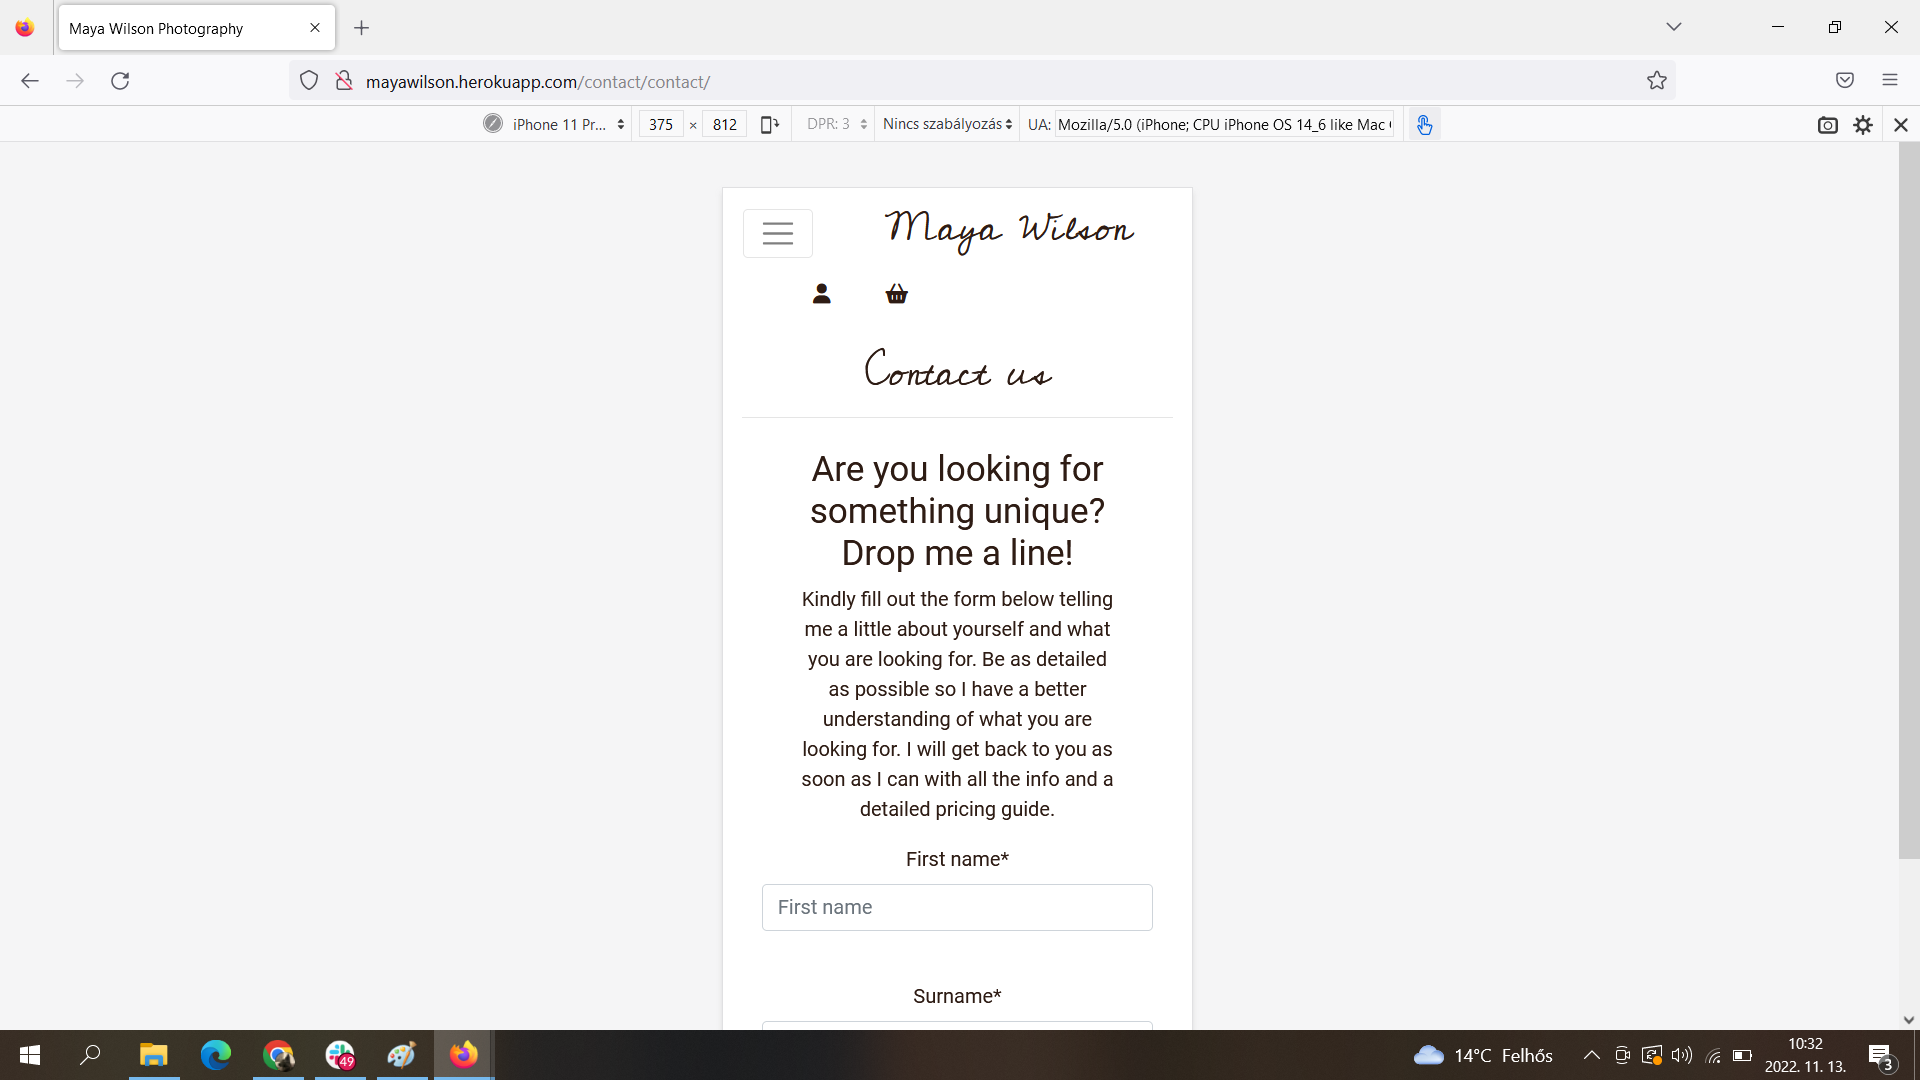 Maya Wilson Photography
mayawilson.herokuapp.com/contact/contact/
iPhone 11 Pr... 375 × 812 DPR: 3 Nincs szabályozás UA: Mozilla/5.0 (iPhone; CPU iPhone OS 14_6 like Mac
Maya Wilson
Contact us
Are you looking for
something unique?
Drop me a line!
Kindly fill out the form below telling
me a little about yourself and what
you are looking for. Be as detailed
as possible so I have a better
understanding of what you are
looking for. I will get back to you as
soon as I can with all the info and a
detailed pricing guide.
First name*
First name
Surname*
49
14°C Felhős
10:32
2022. 11. 13.
3